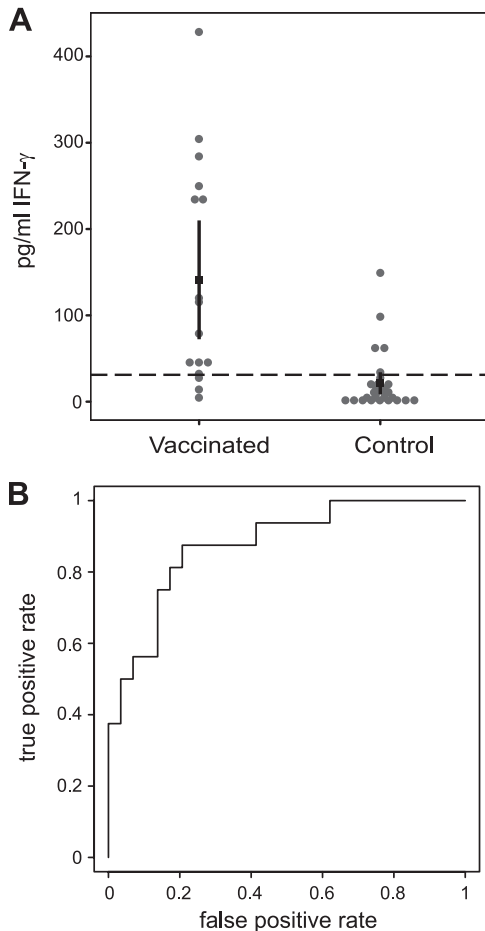 A
400
300
200
100
0
pg/ml IFN-γ
Vaccinated Control
B
1
0.8
0.6
0.4
0.2
0
true positive rate
0 0.2 0.4 0.6 0.8 1
false positive rate